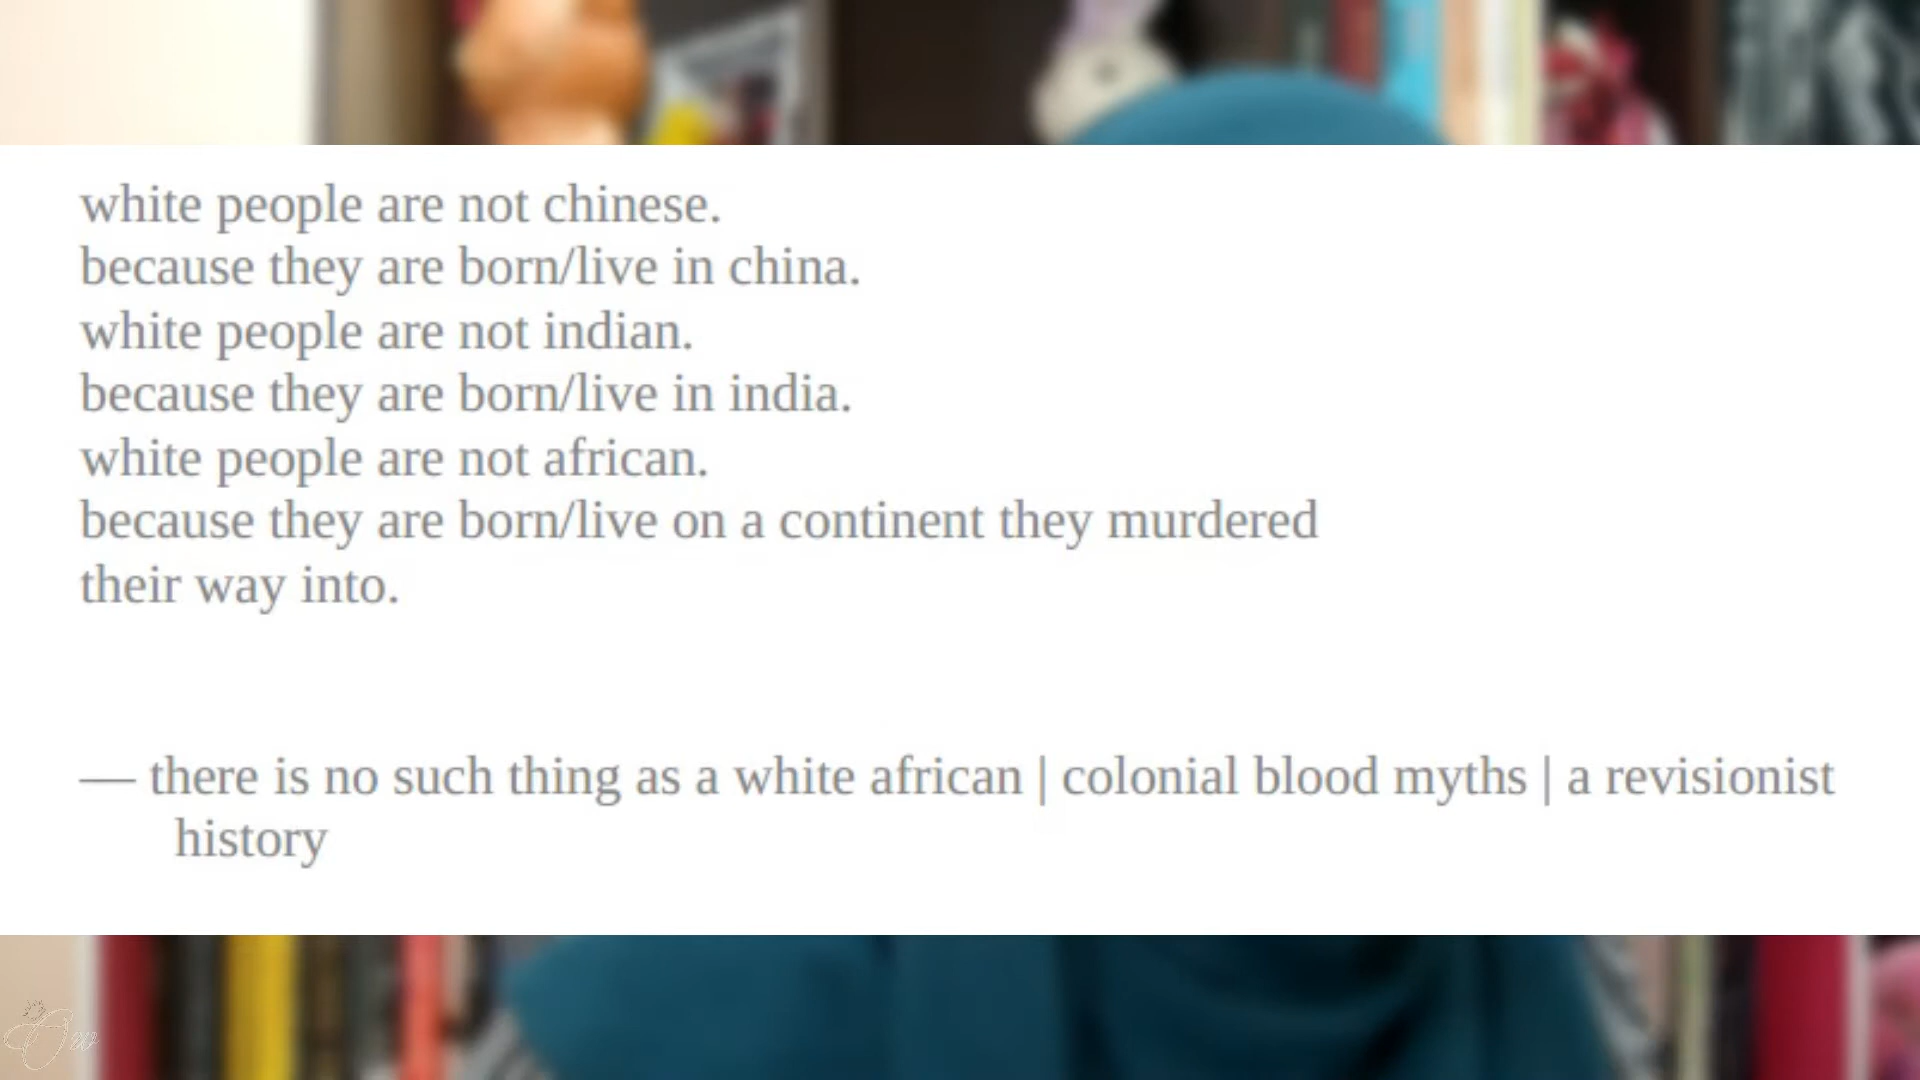 white people are not chinese.
because they are born/live in china.
white people are not indian.
because they are born/live in india.
white people are not african.
because they are born/live on a continent they murdered
their way into.
— there is no such thing as a white african | colonial blood myths | a revisionist
history